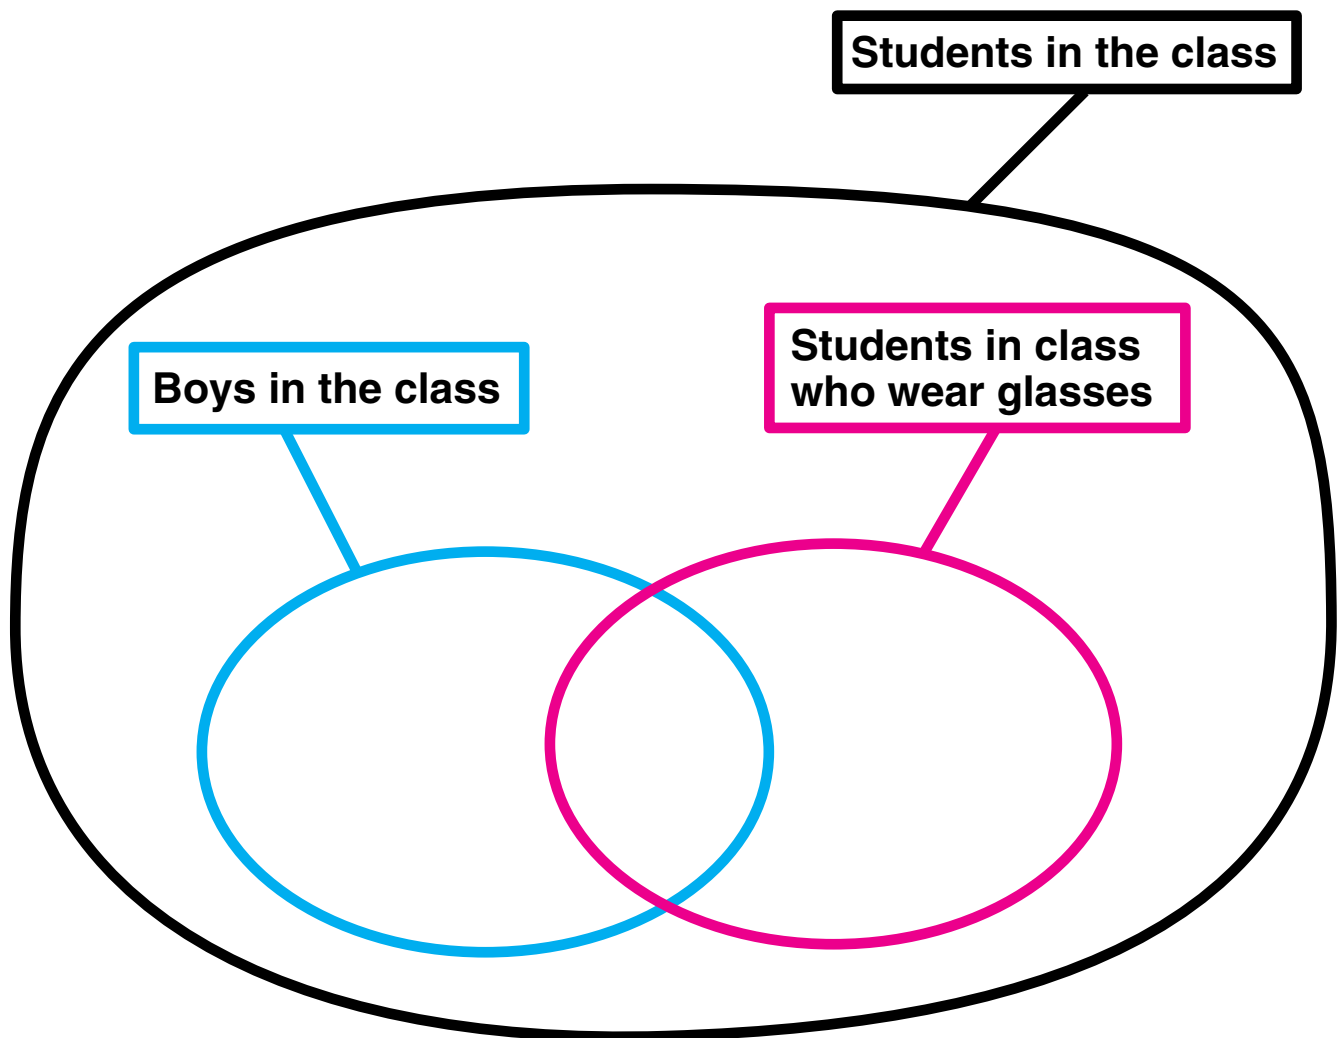 Students in the class
Boys in the class
Students in class
who wear glasses